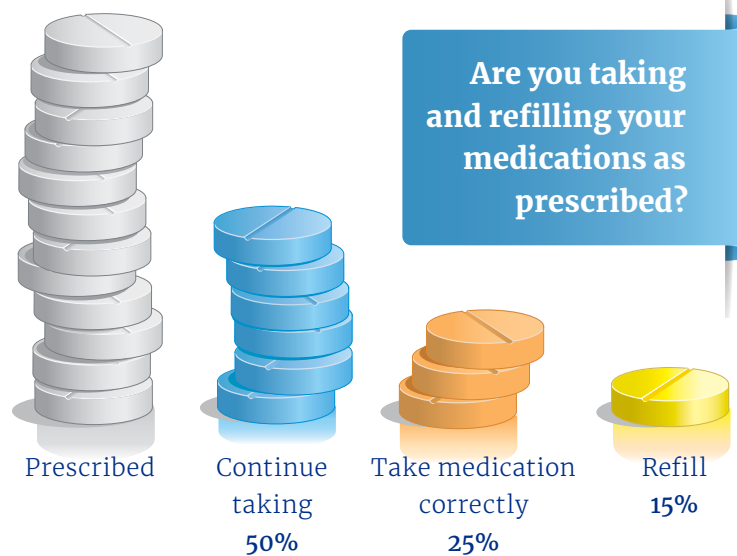 Are you taking
and refilling your
medications as
prescribed?
Prescribed
Continue
taking
50%
Take medication
correctly
25%
Refill
15%